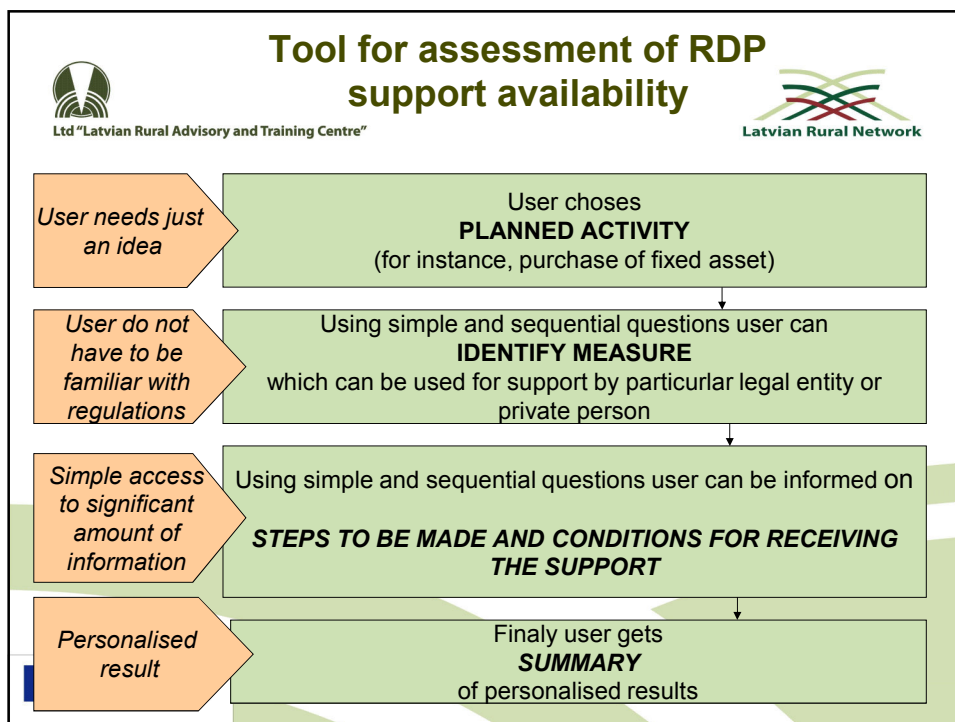 Tool for assessment of RDP
support availability
Ltd “Latvian Rural Advisory and Training Centre”
Latvian Rural Network
User needs just
an idea
User choses
PLANNED ACTIVITY
(for instance, purchase of fixed asset)
User do not
have to be
familiar with
regulations
Using simple and sequential questions user can
IDENTIFY MEASURE
which can be used for support by particurlar legal entity or
private person
Simple access
to significant
amount of
information
Using simple and sequential questions user can be informed on
STEPS TO BE MADE AND CONDITIONS FOR RECEIVING
THE SUPPORT
Personalised
result
Finaly user gets
SUMMARY
of personalised results